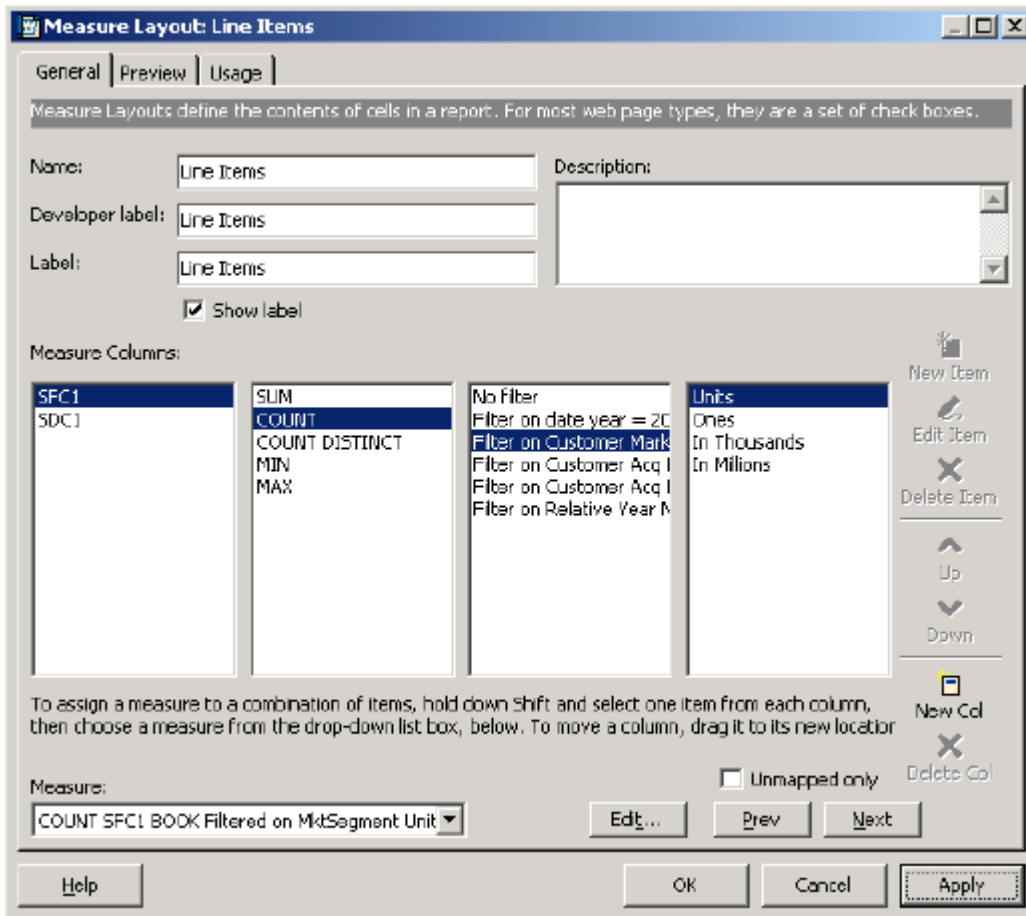 Measure Layout: Line Items
General
Preview
Usage
Measure Layouts define the contents of cells in a report. For most web page types, they are a set of check boxes.
Name:
Line Items
Description:
Developer label:
Line Items
Label:
Line Items
Show label
Measure Columns:
SFC1
SDC1
SUM
COUNT
COUNT DISTINCT
MIN
MAX
No filter
Filter on date year = 20
Filter on Customer Mark
Filter on Customer Acq
Filter on Customer Acq
Filter on Relative Year
Units
Ones
In Thousands
In Milions
New Item
Edit Item
Delete Item
Up
Down
New Col
Delete Col
To assign a measure to a combination of items, hold down Shift and select one item from each column,
then choose a measure from the drop-down list box, below. To move a column, drag it to its new location
Unmapped only
Measure:
COUNT SFC1 BOOK Filtered on MktSegment Unit
Edit...
Prev
Next
Help
OK
Cancel
Apply